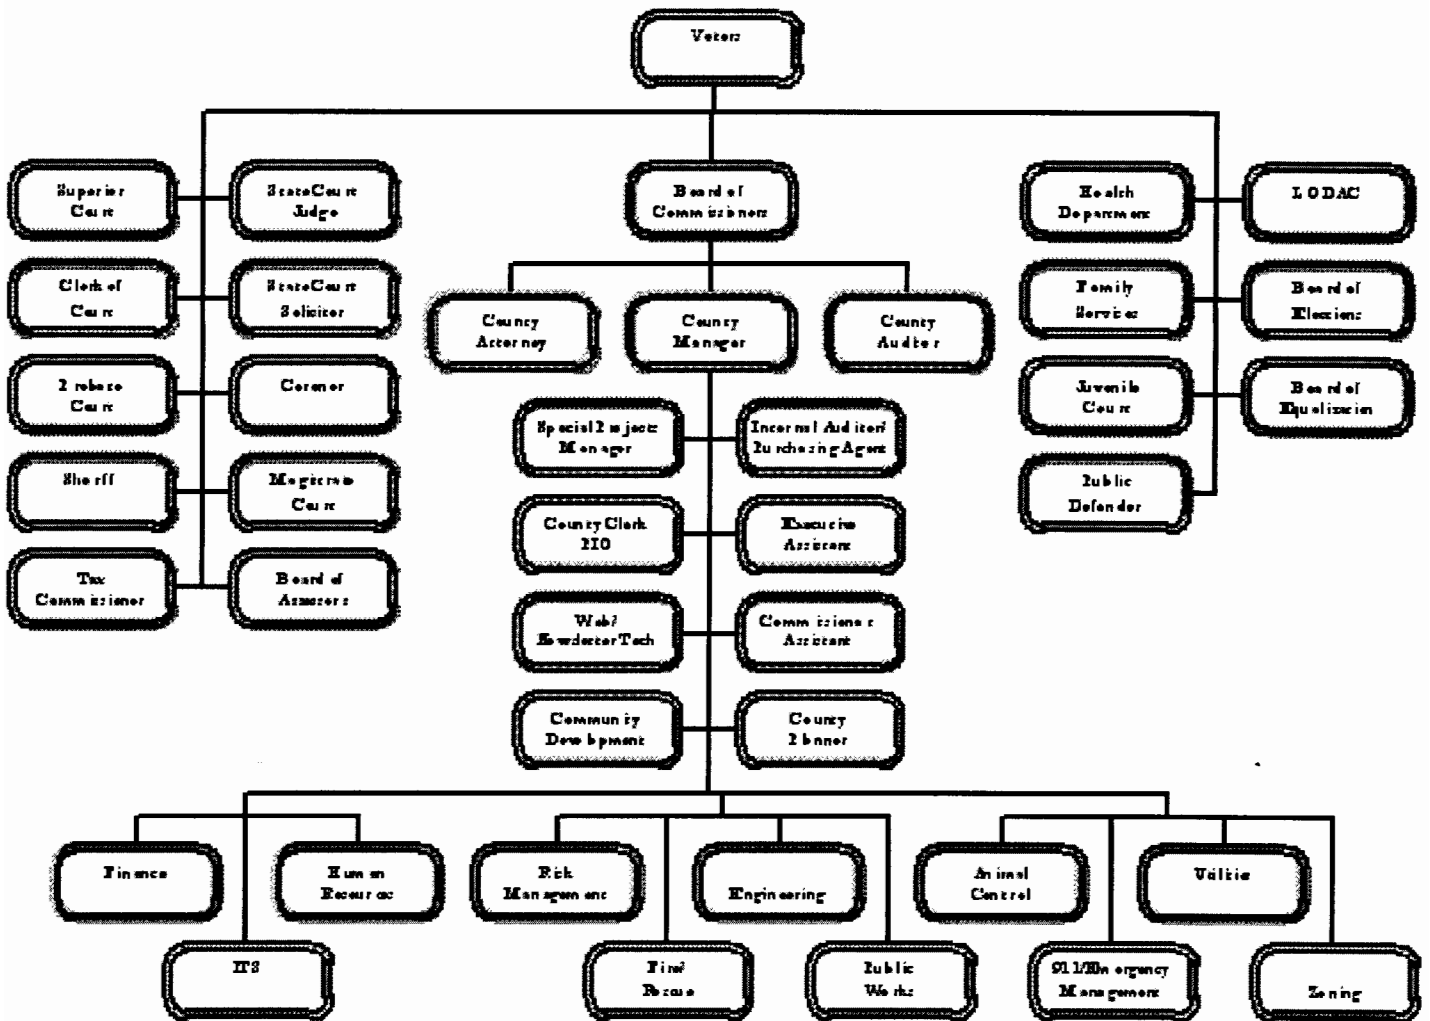 Voters
Superior
Court
State Court
Judge
Board of
Commissioners
Health
Department
LODAC
Clerk of
Court
State Court
Solicitor
County
Attorney
County
Manager
County
Auditor
Family
Services
Board of
Elections
Probate
Court
Coroner
Juvenile
Court
Board of
Equalization
Special Projects
Manager
Internal Auditor/
Purchasing Agent
Sheriff
Magistrate
Court
Public
Defender
County Clerk
PIO
Executive
Assistant
Tax
Commissioner
Board of
Assessors
Web/
Newsletter Tech
Commissioners
Assistant
Community
Development
County
Planner
Finance
Human
Resources
Risk
Management
Engineering
Animal
Control
Utilities
ITS
Fire/
Rescue
Public
Works
911/Emergency
Management
Zoning